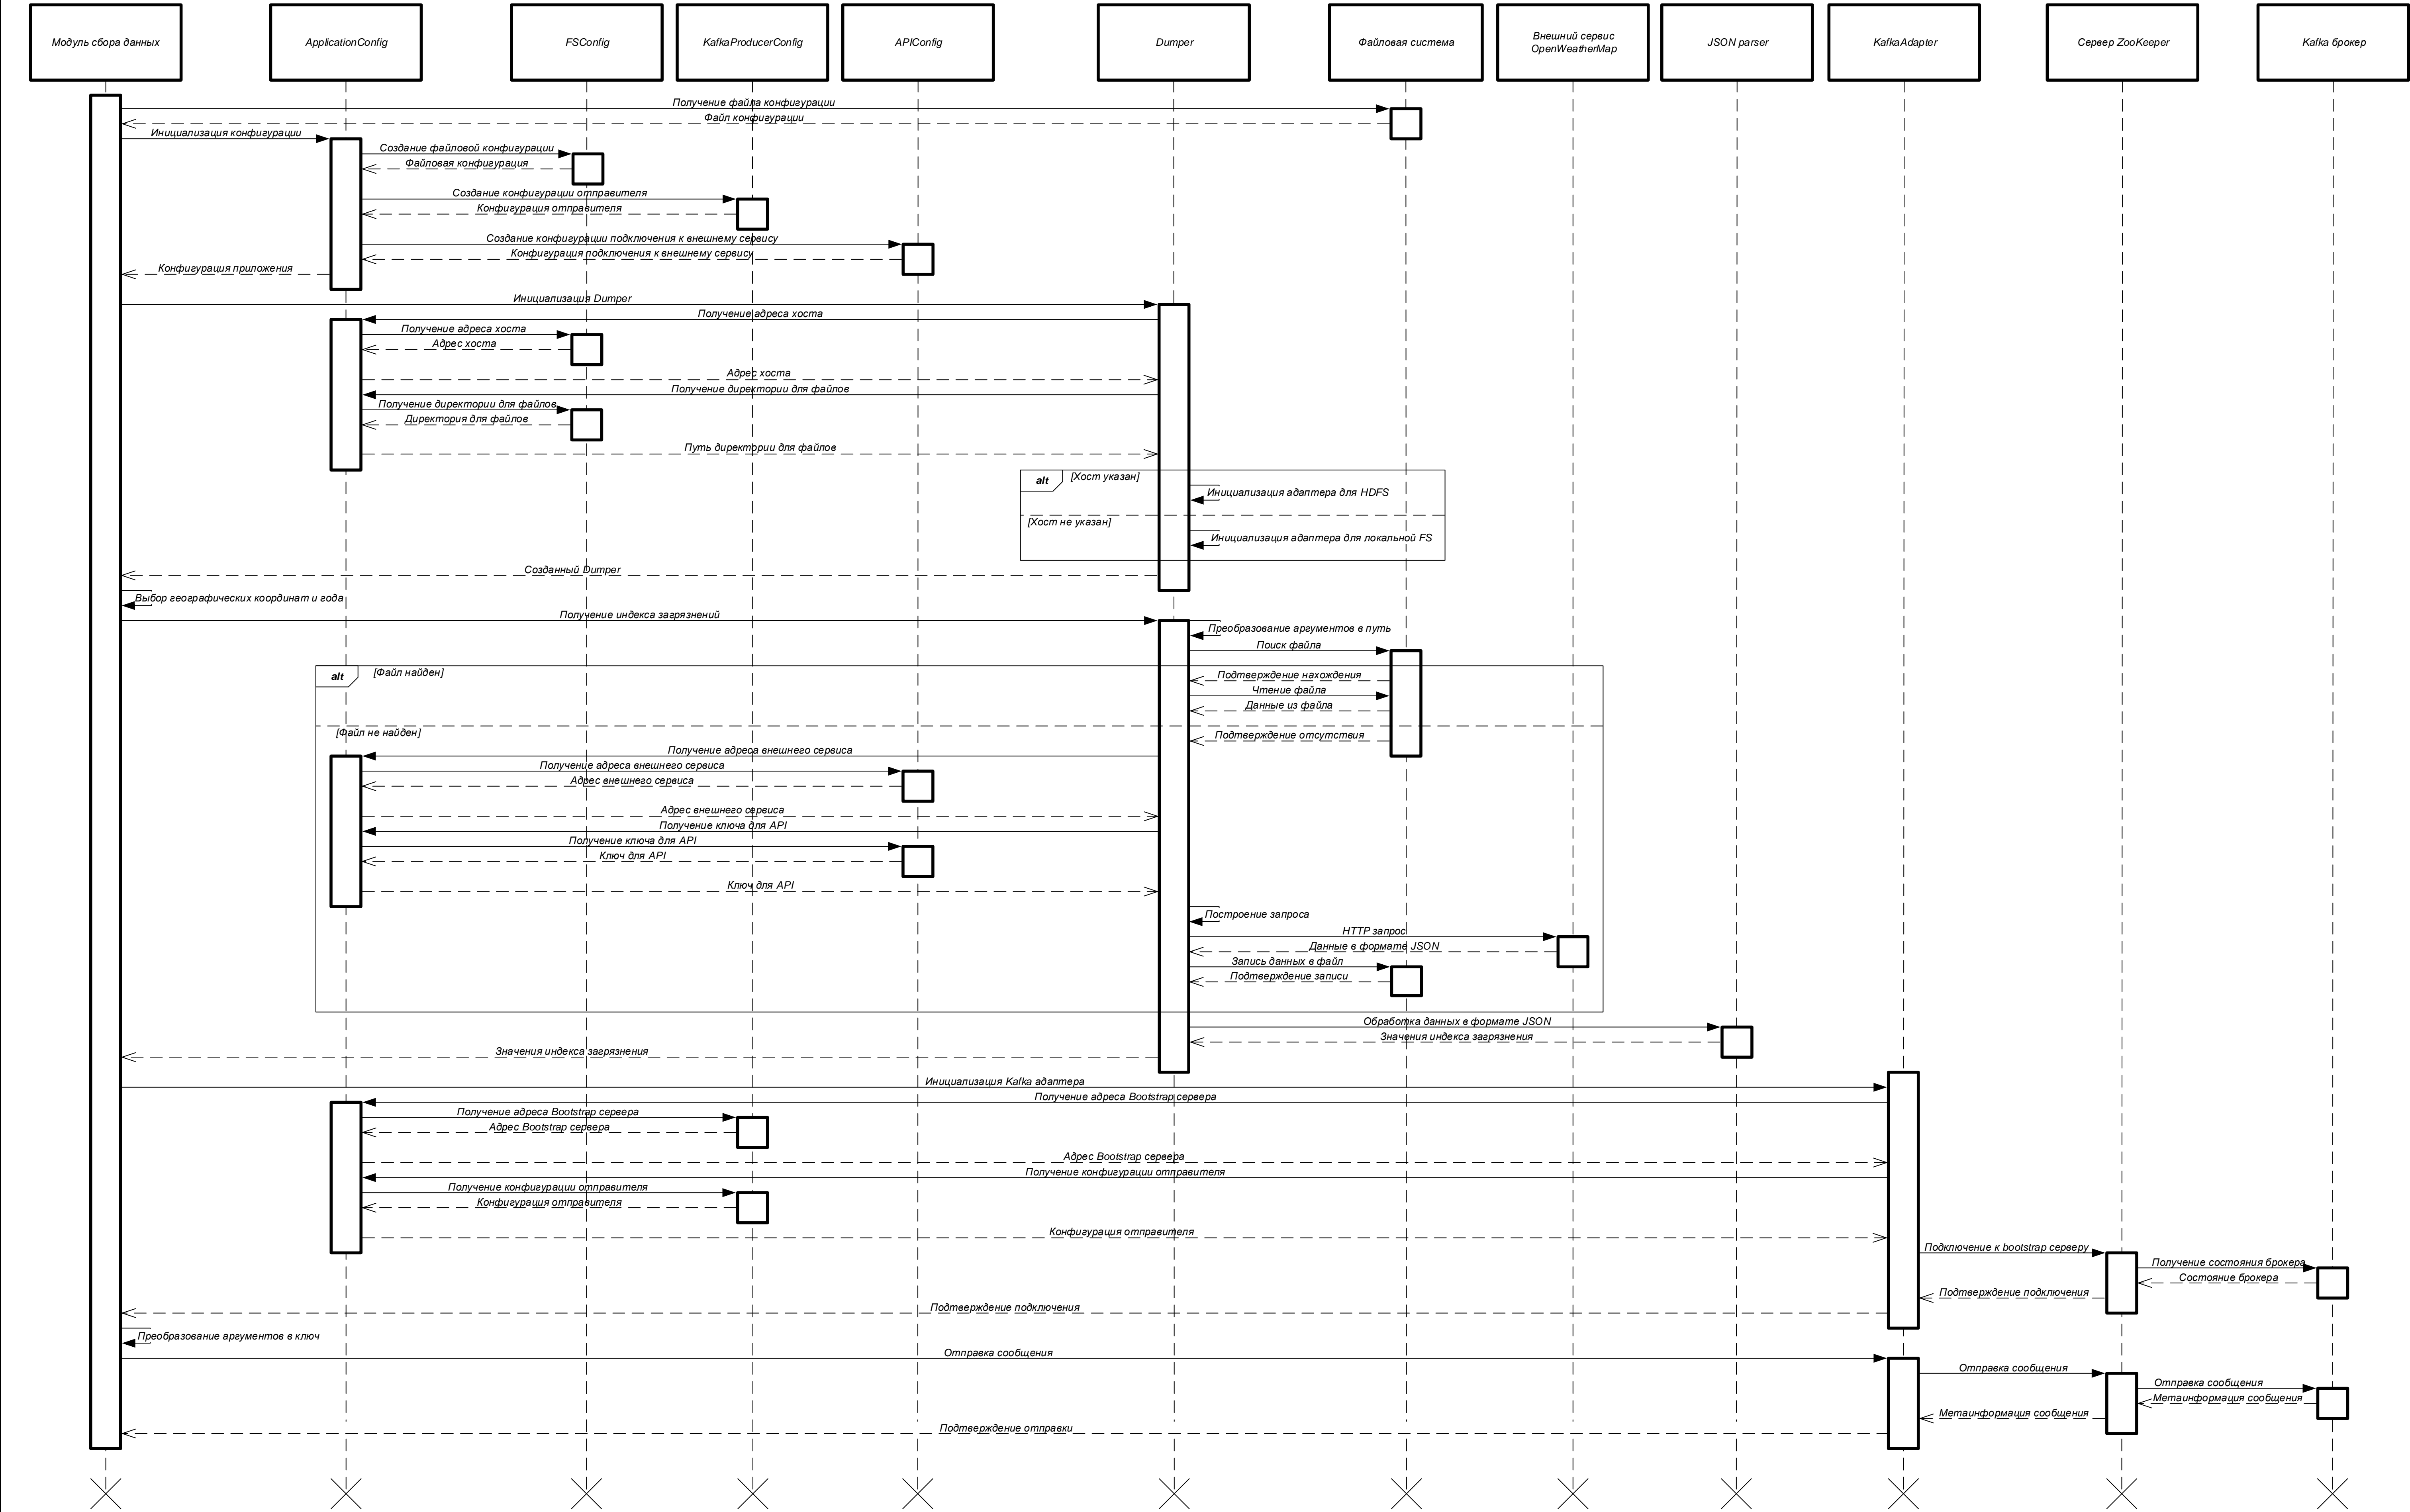 Модуль сбора данных
ApplicationConfig
FSConfig
KafkaProducerConfig
APIConfig
Dumper
Файловая система
Внешний сервис
OpenWeatherMap
JSON parser
KafkaAdapter
Сервер ZooKeeper
Kafka брокер
Получение файла конфигурации
Файл конфигурации
Инициализация конфигурации
Создание файловой конфигурации
Файловая конфигурация
Создание конфигурации отправителя
Конфигурация отправителя
Создание конфигурации подключения к внешнему сервису
Конфигурация подключения к внешнему сервису
Конфигурация приложения
Инициализация Dumper
Получение адреса хоста
Получение адреса хоста
Адрес хоста
Адрес хоста
Получение директории для файлов
Получение директории для файлов
Директория для файлов
Путь директории для файлов
alt
[Хост указан]
Инициализация адаптера для HDFS
[Хост не указан]
Инициализация адаптера для локальной FS
Созданный Dumper
Выбор географических координат и года
Получение индекса загрязнений
Преобразование аргументов в путь
Поиск файла
alt
[Файл найден]
Подтверждение нахождения
Чтение файла
Данные из файла
[Файл не найден]
Подтверждение отсутствия
Получение адреса внешнего сервиса
Получение адреса внешнего сервиса
Адрес внешнего сервиса
Адрес внешнего сервиса
Получение ключа для API
Получение ключа для API
Ключ для API
Ключ для API
Построение запроса
HTTP запрос
Данные в формате JSON
Запись данных в файл
Подтверждение записи
Обработка данных в формате JSON
Значения индекса загрязнения
Значения индекса загрязнения
Инициализация Kafka адаптера
Получение адреса Bootstrap сервера
Получение адреса Bootstrap сервера
Адрес Bootstrap сервера
Адрес Bootstrap сервера
Получение конфигурации отправителя
Получение конфигурации отправителя
Конфигурация отправителя
Конфигурация отправителя
Подключение к bootstrap серверу
Получение состояния брокера
Состояние брокера
Подтверждение подключения
Подтверждение подключения
Преобразование аргументов в ключ
Отправка сообщения
Отправка сообщения
Отправка сообщения
Метаинформация сообщения
Метаинформация сообщения
Подтверждение отправки